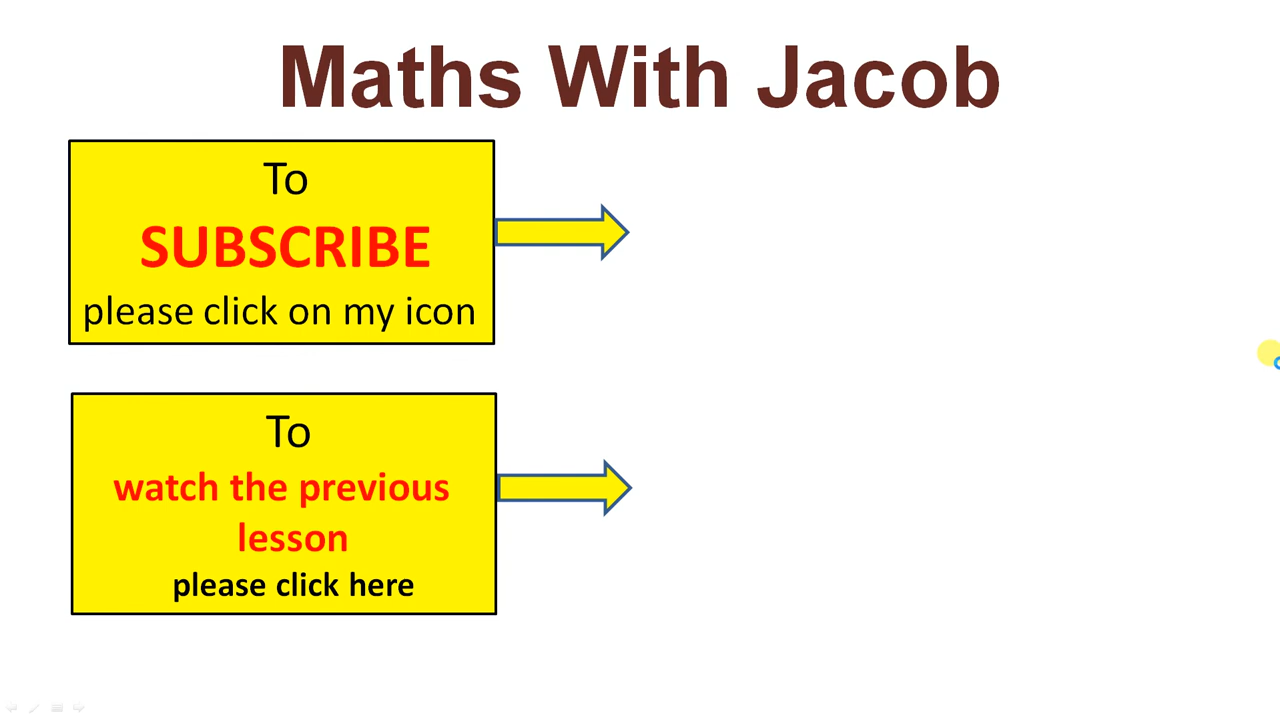 Maths With Jacob
To
SUBSCRIBE
please click on my icon
To
watch the previous
lesson
please click here